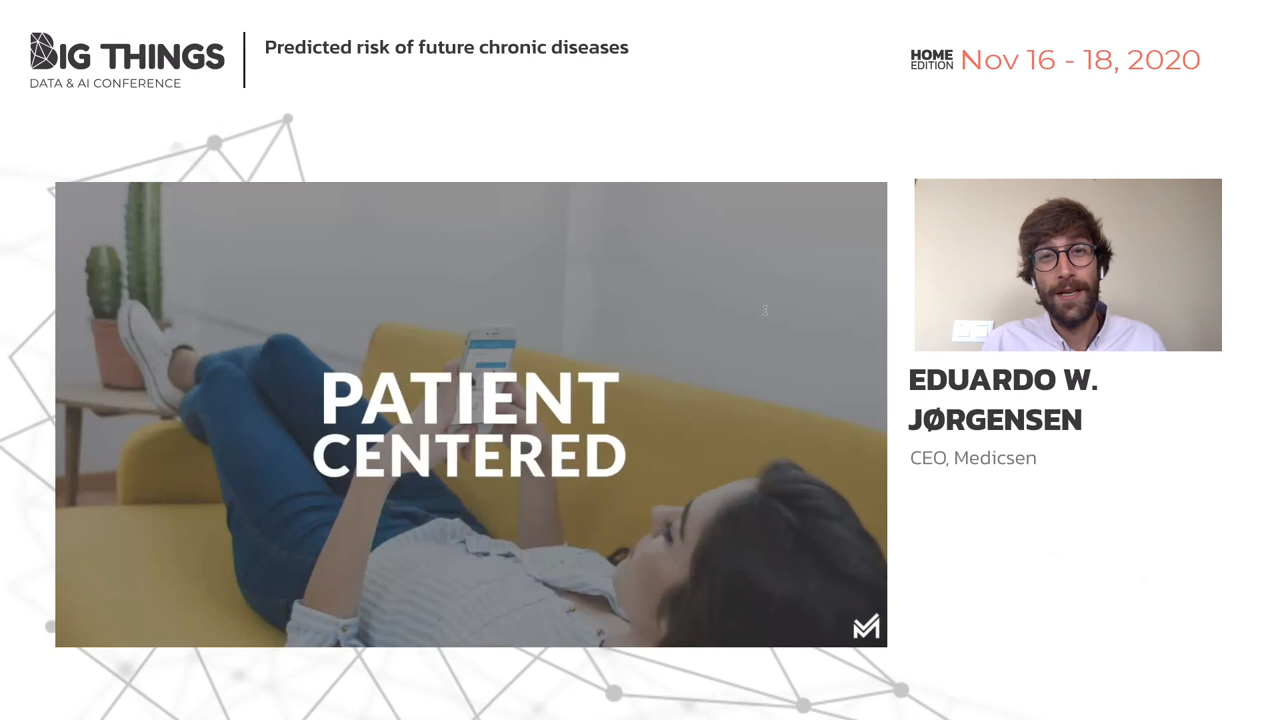 BIG THINGS
DATA & AI CONFERENCE
Predicted risk of future chronic diseases
HOME
EDITION
Nov 16 - 18, 2020
PATIENT
CENTERED
EDUARDO W.
JØRGENSEN
CEO, Medicsen